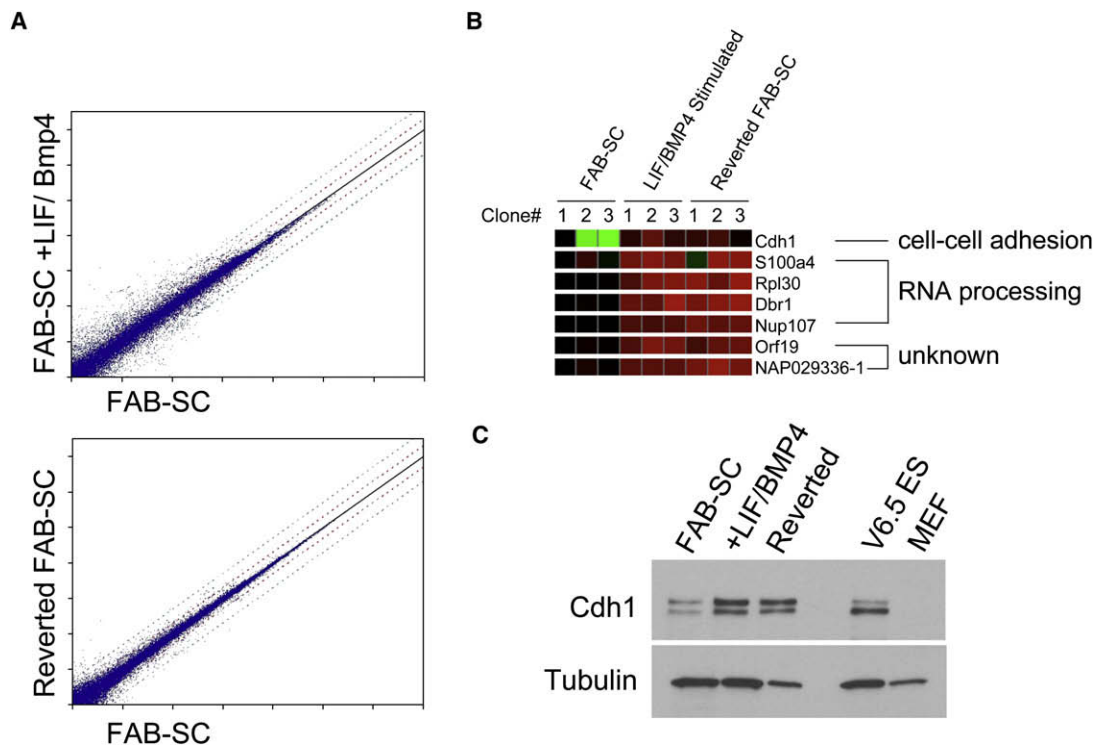 A
FAB-SC +LIF/ Bmp4
FAB-SC
Reverted FAB-SC
FAB-SC
B
FAB-SC
LIF/BMP4 Stimulated
Reverted FAB-SC
Clone# 1 2 3 1 2 3 1 2 3
Cdh1
S100a4
Rpl30
Dbr1
Nup107
Orf19
NAP029336-1
cell-cell adhesion
RNA processing
unknown
C
FAB-SC
+LIF/BMP4
Reverted
V6.5 ES
MEF
Cdh1
Tubulin